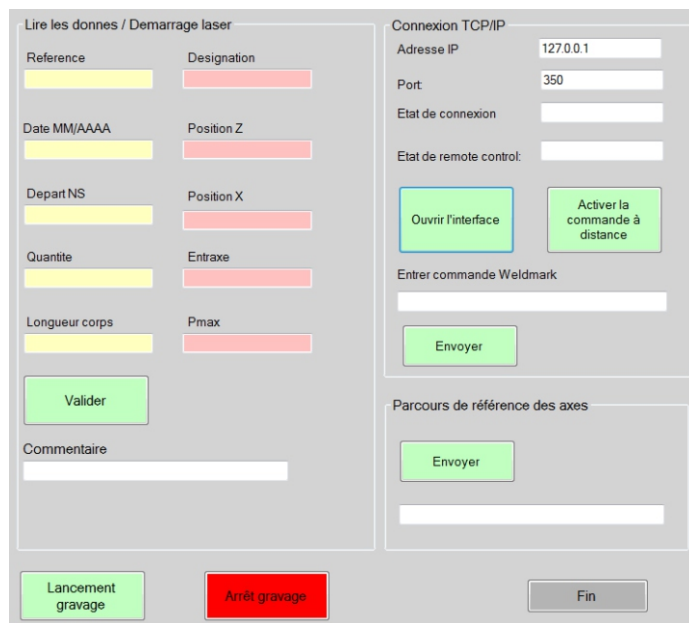 Lire les donnes / Demarrage laser
Reference
Designation
Date MM/AAAA
Position Z
Depart NS
Position X
Quantite
Entraxe
Longueur corps
Pmax
Valider
Commentaire
Connexion TCP/IP
Adresse IP
127.0.0.1
Port:
350
Etat de connexion
Etat de remote control:
Ouvrir l'interface
Activer la
commande à
distance
Entrer commande Weldmark
Envoyer
Parcours de référence des axes
Envoyer
Lancement
gravage
Arrêt gravage
Fin